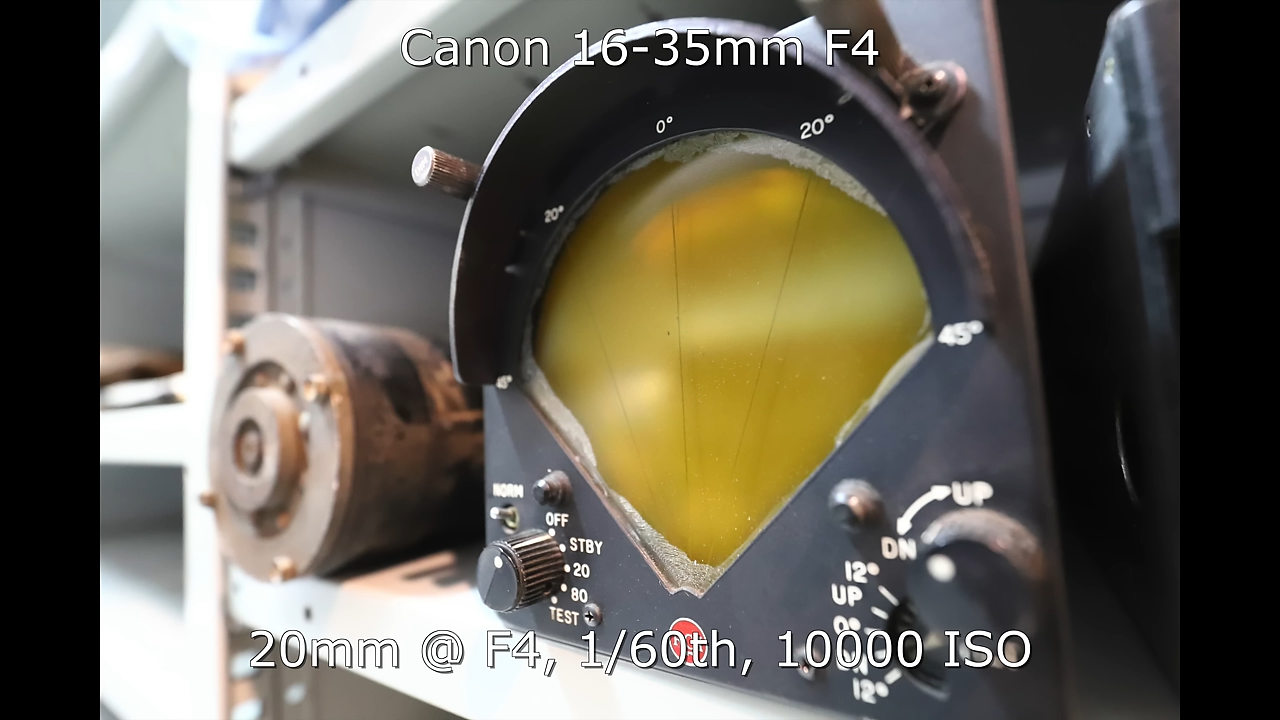 Canon 16-35mm F4
0°
20°
20°
45°
45°
NORM
OFF
STBY
20
80
TEST
UP
DN
12°
UP
0°
12°
20mm @ F4, 1/60th, 10000 ISO